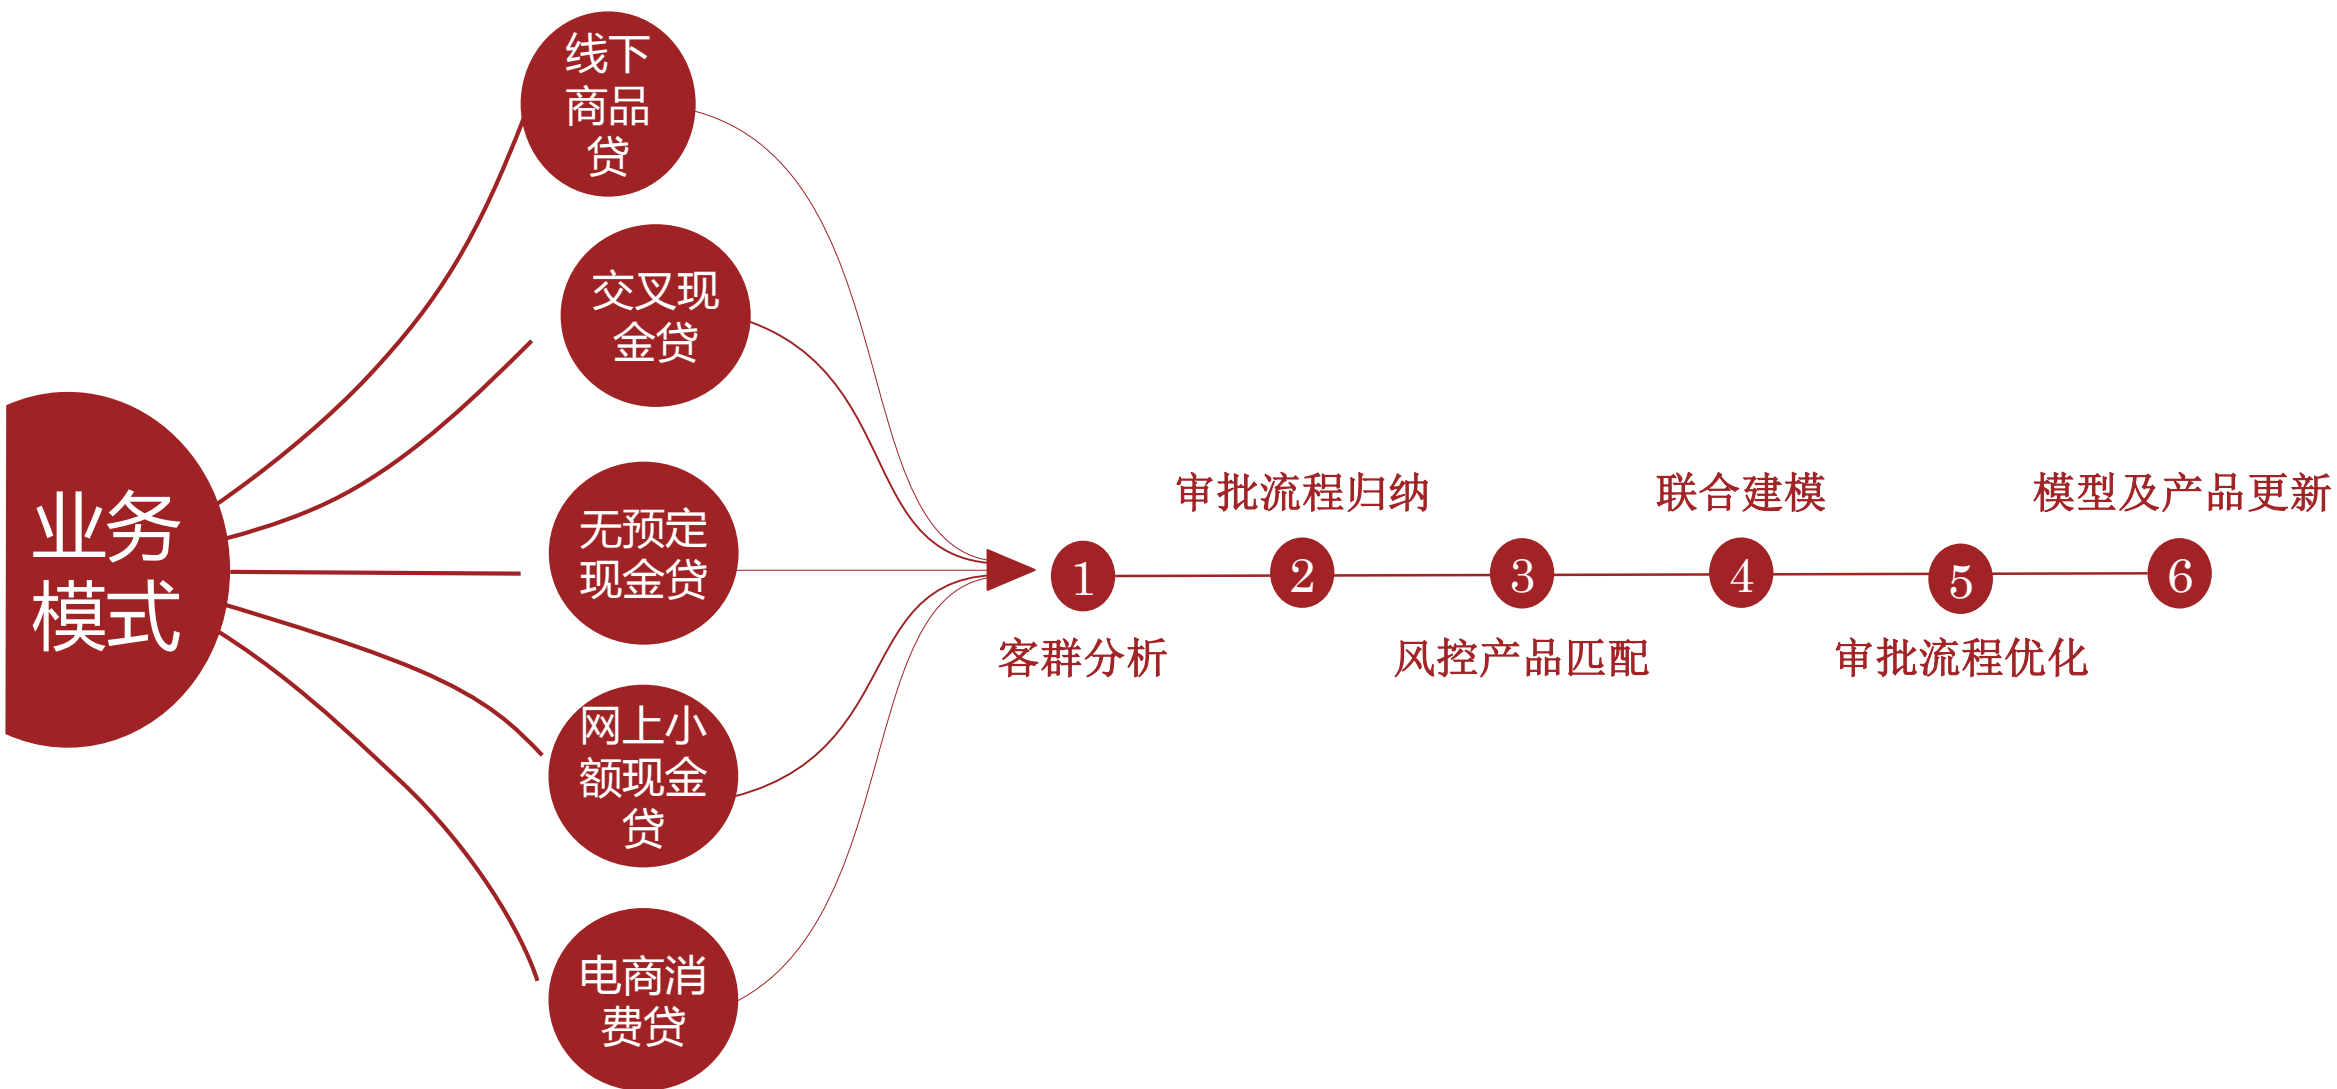 业务
模式
线下
商品
贷
交叉现
金贷
无预定
现金贷
网上小
额现金
贷
电商消
费贷
审批流程归纳
联合建模
模型及产品更新
1
2
3
4
5
6
客群分析
风控产品匹配
审批流程优化